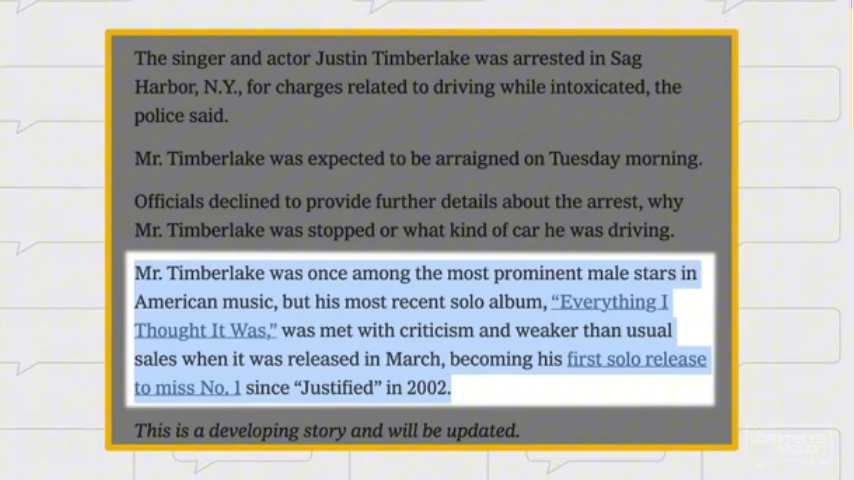 The singer and actor Justin Timberlake was arrested in Sag
Harbor, N.Y., for charges related to driving while intoxicated, the
police said.
Mr. Timberlake was expected to be arraigned on Tuesday morning.
Officials declined to provide further details about the arrest, why
Mr. Timberlake was stopped or what kind of car he was driving.
Mr. Timberlake was once among the most prominent male stars in
American music, but his most recent solo album, “Everything I
Thought It Was,” was met with criticism and weaker than usual
sales when it was released in March, becoming his first solo release
to miss No. 1 since “Justified” in 2002.
This is a developing story and will be updated.